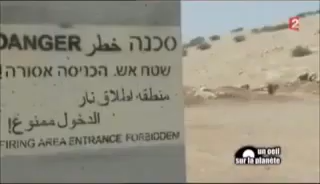 DANGER خطر סכנה
שטח אש. הכניסה אסורה!
منطقه اطلاق نار
الدخول ممنوع!
FIRING AREA ENTRANCE FORBIDDEN
2
un oeil
sur la planète